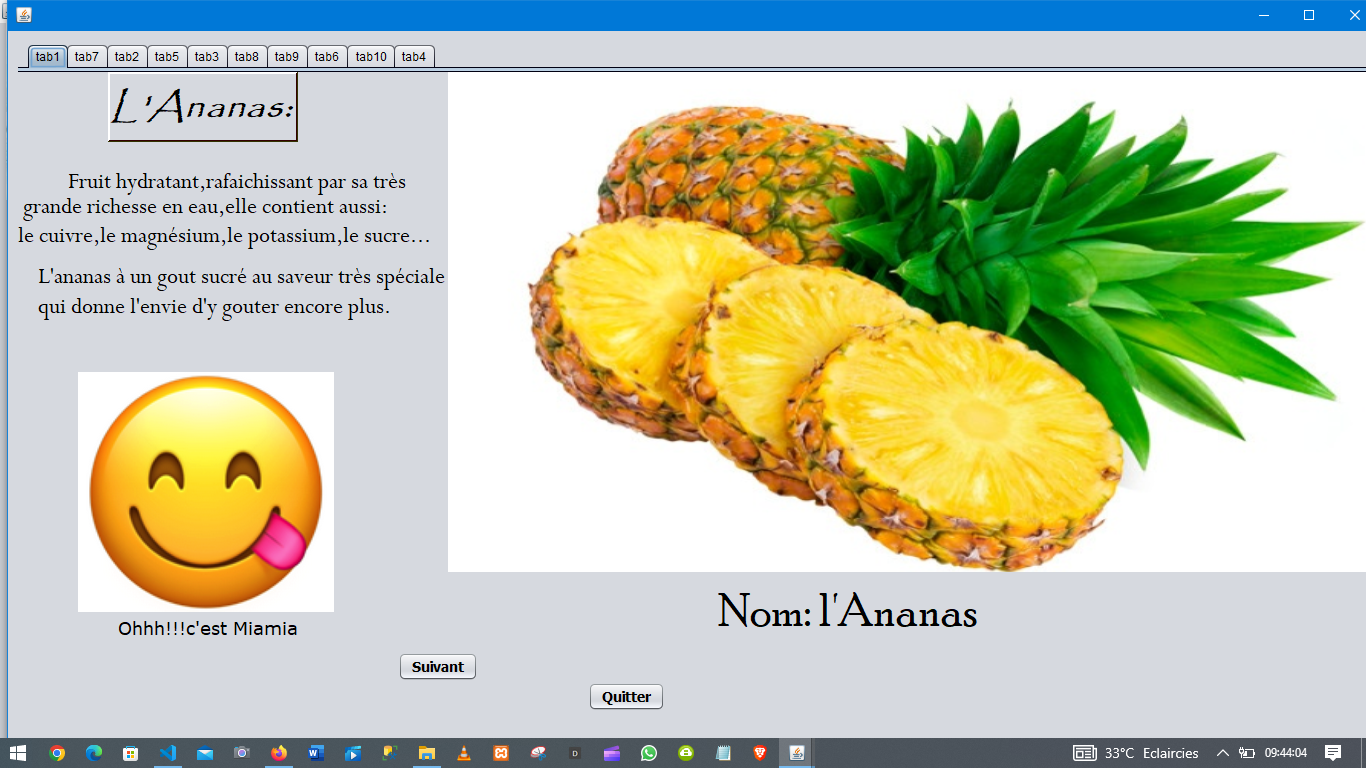 tab1 tab7 tab2 tab5 tab3 tab8 tab9 tab6 tab10 tab4
L'Ananas:
Fruit hydratant,rafaichissant par sa très
grande richesse en eau,elle contient aussi:
le cuivre,le magnésium,le potassium,le sucre...
L'ananas à un gout sucré au saveur très spéciale
qui donne l'envie d'y gouter encore plus.
Ohhh!!!c'est Miamia
Nom: l'Ananas
Suivant
Quitter
33°C Eclaircies 09:44:04